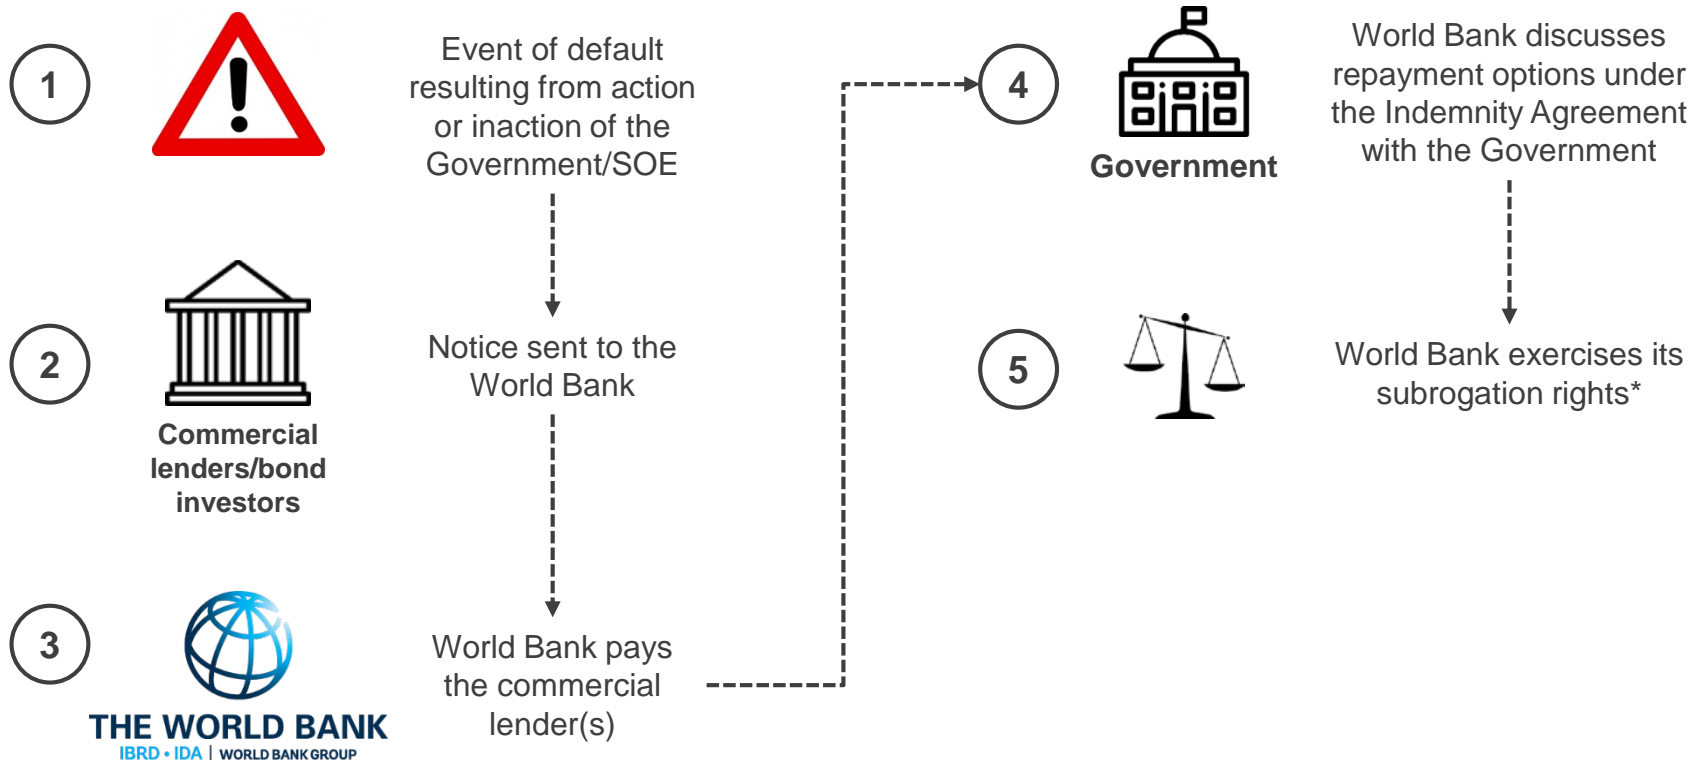 1
Event of default
resulting from action
or inaction of the
Government/SOE
2
Commercial
lenders/bond
investors
Notice sent to the
World Bank
3
THE WORLD BANK
IBRD • IDA | WORLD BANK GROUP
World Bank pays
the commercial
lender(s)
4
Government
World Bank discusses
repayment options under
the Indemnity Agreement
with the Government
5
World Bank exercises its
subrogation rights*